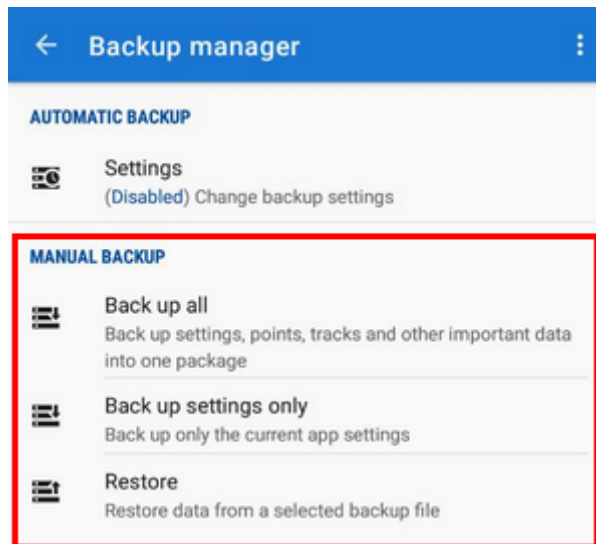 Backup manager
AUTOMATIC BACKUP
Settings
(Disabled) Change backup settings
MANUAL BACKUP
Back up all
Back up settings, points, tracks and other important data
into one package
Back up settings only
Back up only the current app settings
Restore
Restore data from a selected backup file